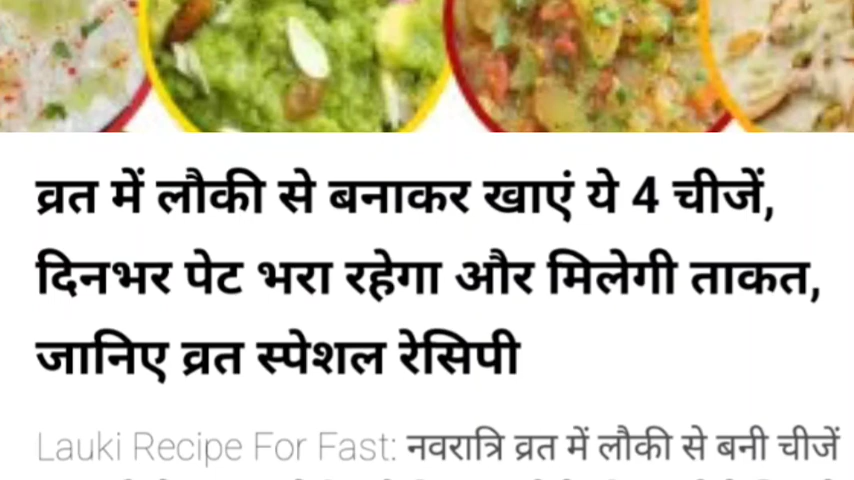 व्रत में लौकी से बनाकर खाएं ये 4 चीजें,
दिनभर पेट भरा रहेगा और मिलेगी ताकत,
जानिए व्रत स्पेशल रेसिपी
Lauki Recipe For Fast: नवरात्रि व्रत में लौकी से बनी चीजें